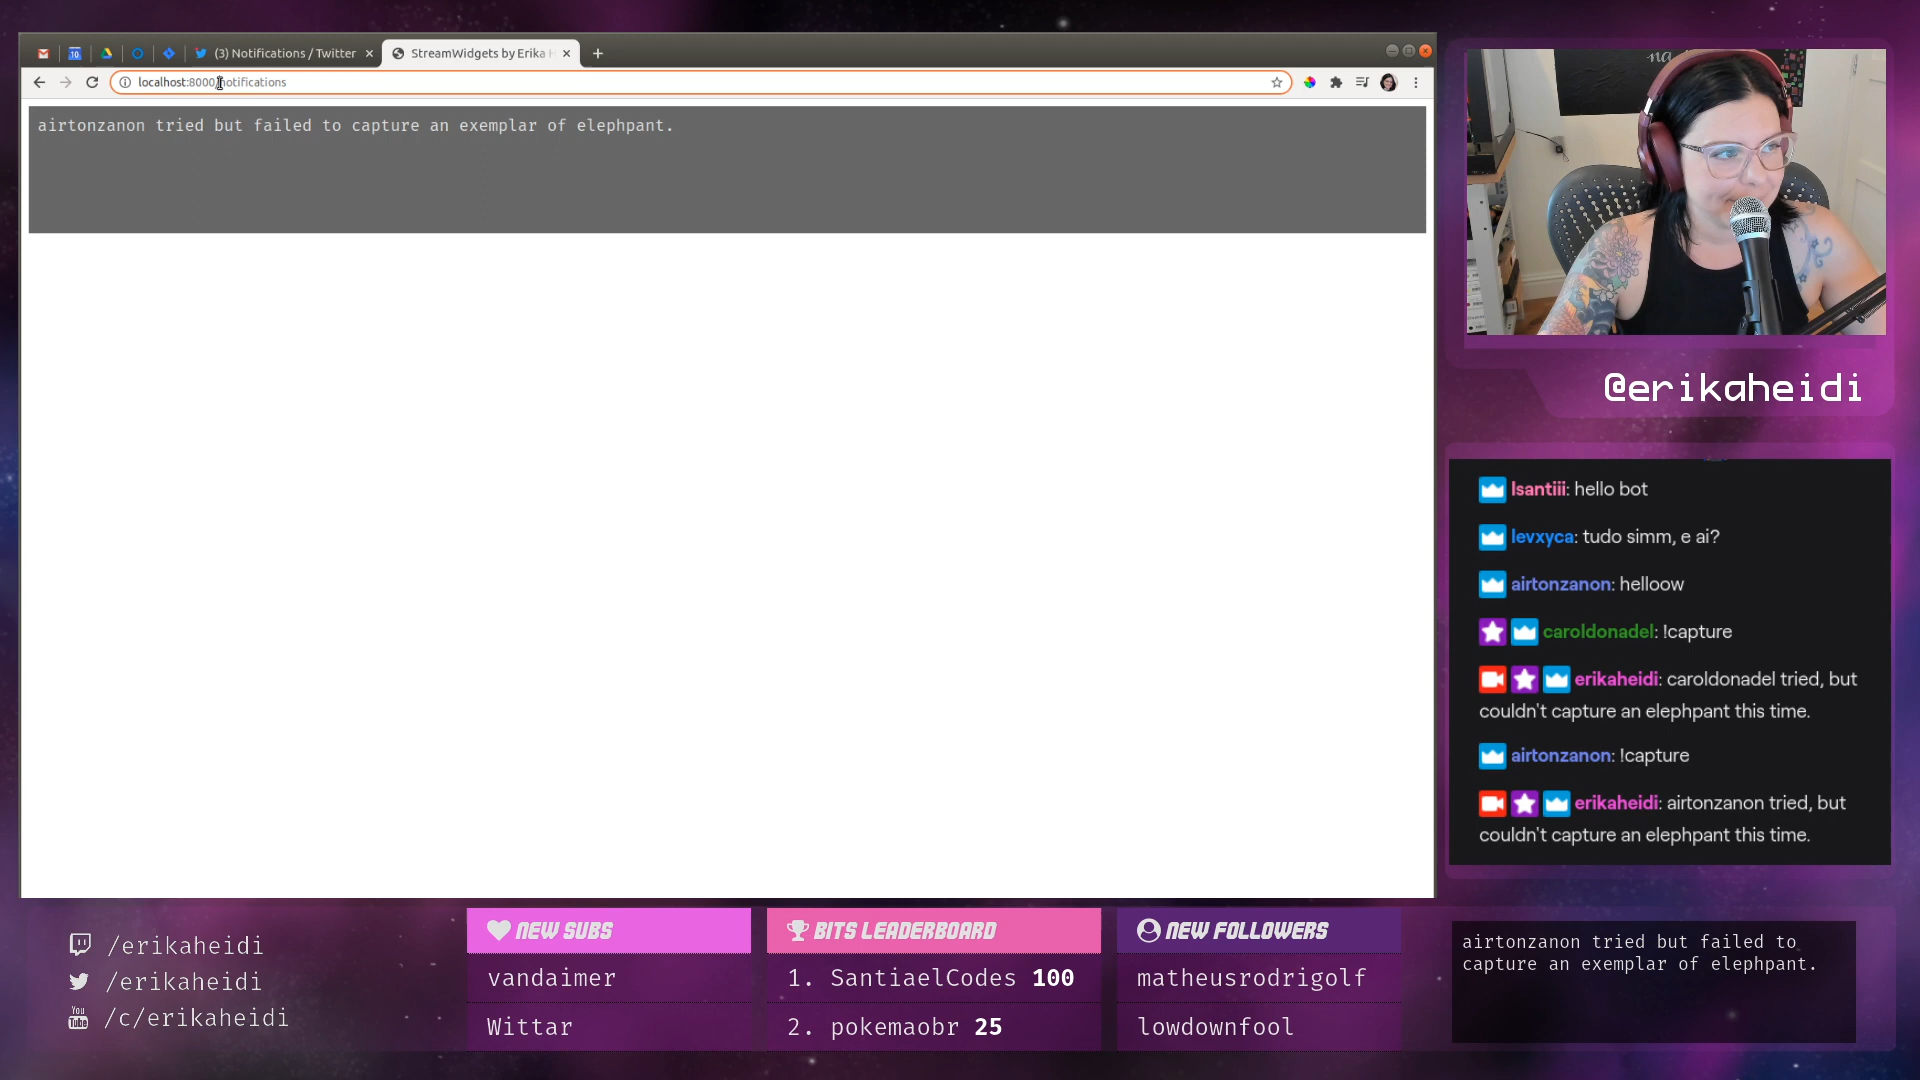 (3) Notifications / Twitter
StreamWidgets by Erika H
localhost:8000/notifications
airtonzanon tried but failed to capture an exemplar of elephpant.
na
@erikaheidi
lsantiii: hello bot
levxyca: tudo simm, e ai?
airtonzanon: helloow
caroldonadel: !capture
erikaheidi: caroldonadel tried, but
couldn't capture an elephpant this time.
airtonzanon: !capture
erikaheidi: airtonzanon tried, but
couldn't capture an elephpant this time.
/erikaheidi
/erikaheidi
You Tube /c/erikaheidi
NEW SUBS
vandaimer
Wittar
BITS LEADERBOARD
1. SantiaelCodes 100
2. pokemaobr 25
NEW FOLLOWERS
matheusrodrigolf
lowdownfool
airtonzanon tried but failed to
capture an exemplar of elephpant.